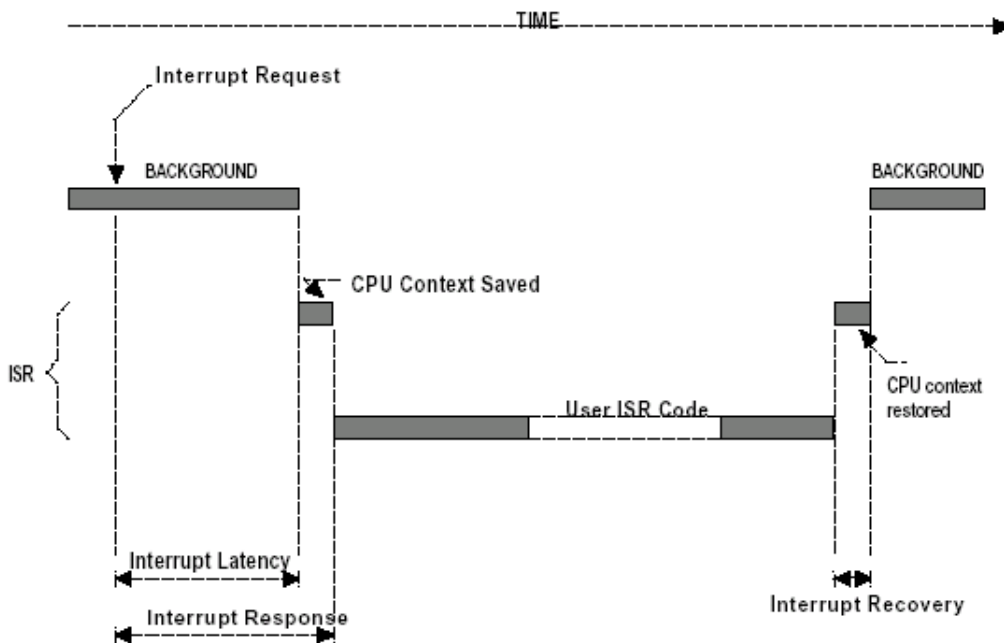 TIME
Interrupt Request
BACKGROUND
BACKGROUND
CPU Context Saved
ISR
CPU context
restored
User ISR Code
Interrupt Latency
Interrupt Recovery
Interrupt Response